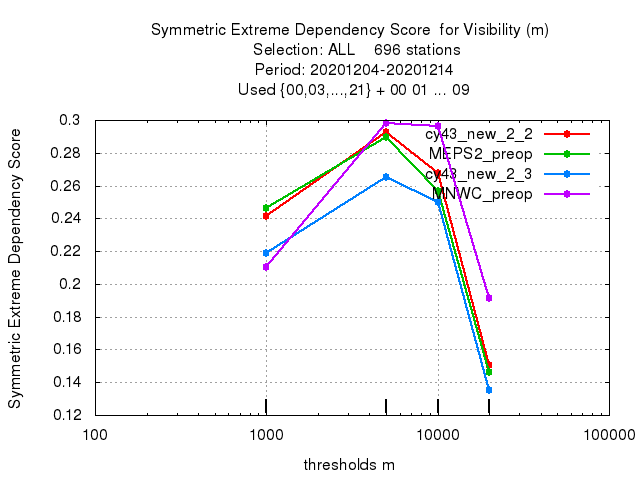 Symmetric Extreme Dependency Score for Visibility (m)
Selection: ALL 696 stations
Period: 20201204-20201214
Used {00,03,...,21} + 00 01 ... 09
Symmetric Extreme Dependency Score
0.3
0.28
0.26
0.24
0.22
0.2
0.18
0.16
0.14
0.12
cy43_new_2_2
MEPS2_preop
cy43_new_2_3
MNWC_preop
100 1000 10000 100000
thresholds m